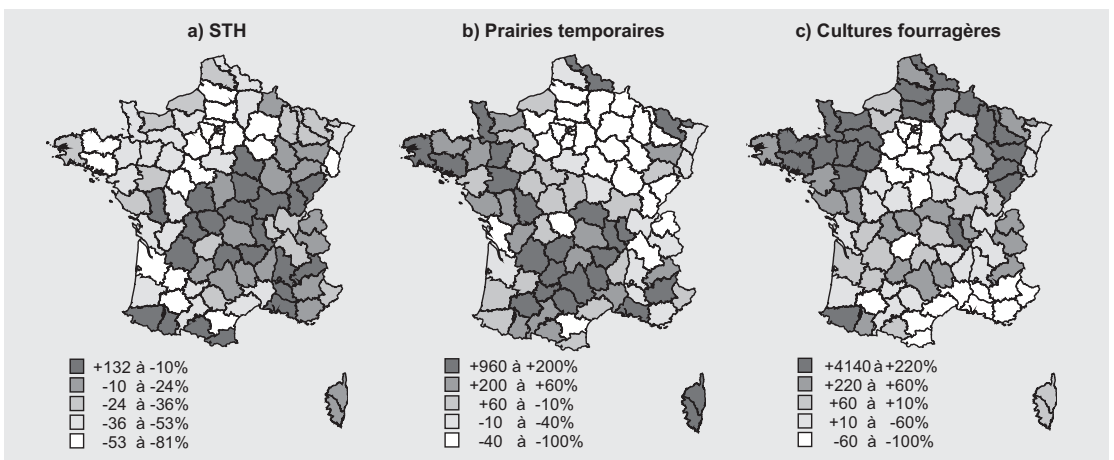 a) STH
b) Prairies temporaires
c) Cultures fourragères
+132 à -10%
-10 à -24%
-24 à -36%
-36 à -53%
-53 à -81%
+960 à +200%
+200 à +60%
+60 à -10%
-10 à -40%
-40 à -100%
+4140 à +220%
+220 à +60%
+60 à +10%
+10 à -60%
-60 à -100%